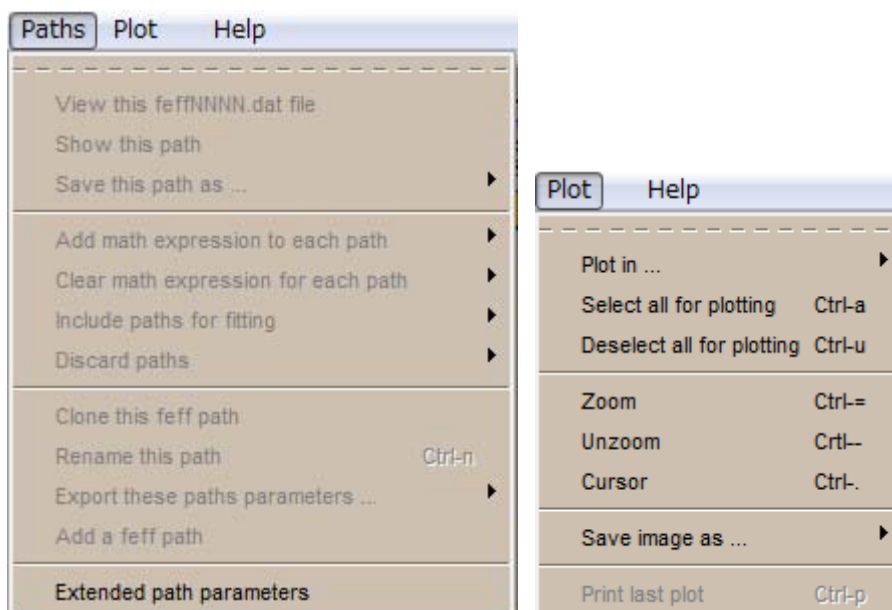 Paths Plot Help
View this feffNNNN.dat file
Show this path
Save this path as ...
Add math expression to each path
Clear math expression for each path
Include paths for fitting
Discard paths
Clone this feff path
Rename this path Ctrl-n
Export these paths parameters ...
Add a feff path
Extended path parameters
Plot Help
Plot in ...
Select all for plotting Ctrl-a
Deselect all for plotting Ctrl-u
Zoom Ctrl-=
Unzoom Crtl--
Cursor Ctrl-.
Save image as ...
Print last plot Ctrl-p